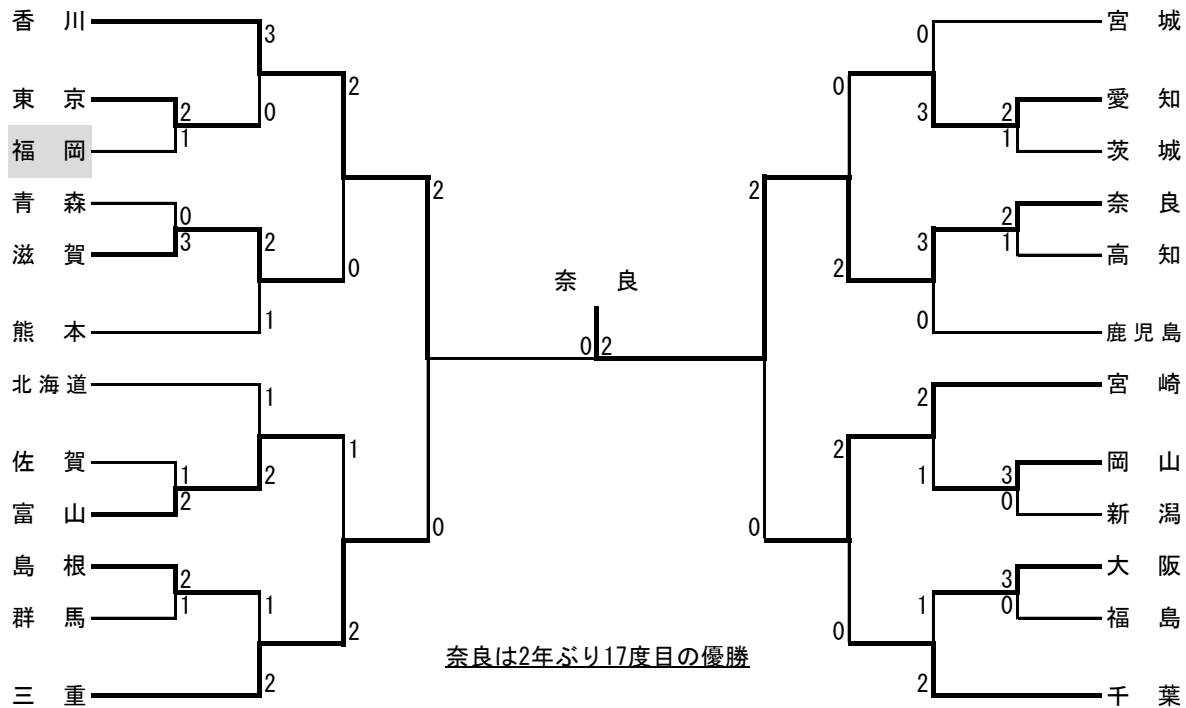 香川
3
2
東京
2
0
福岡
1
2
青森
0
滋賀
3
2
0
熊本
1
北海道
1
1
佐賀
1
2
富山
2
0
島根
2
1
群馬
1
2
三重
2
奈良
0 2
奈良は2年ぶり17度目の優勝
宮城
0
0
愛知
2
3
茨城
1
2
奈良
2
3
高知
1
2
鹿児島
0
宮崎
2
2
岡山
3
1
新潟
0
0
大阪
3
1
福島
0
0
千葉
2